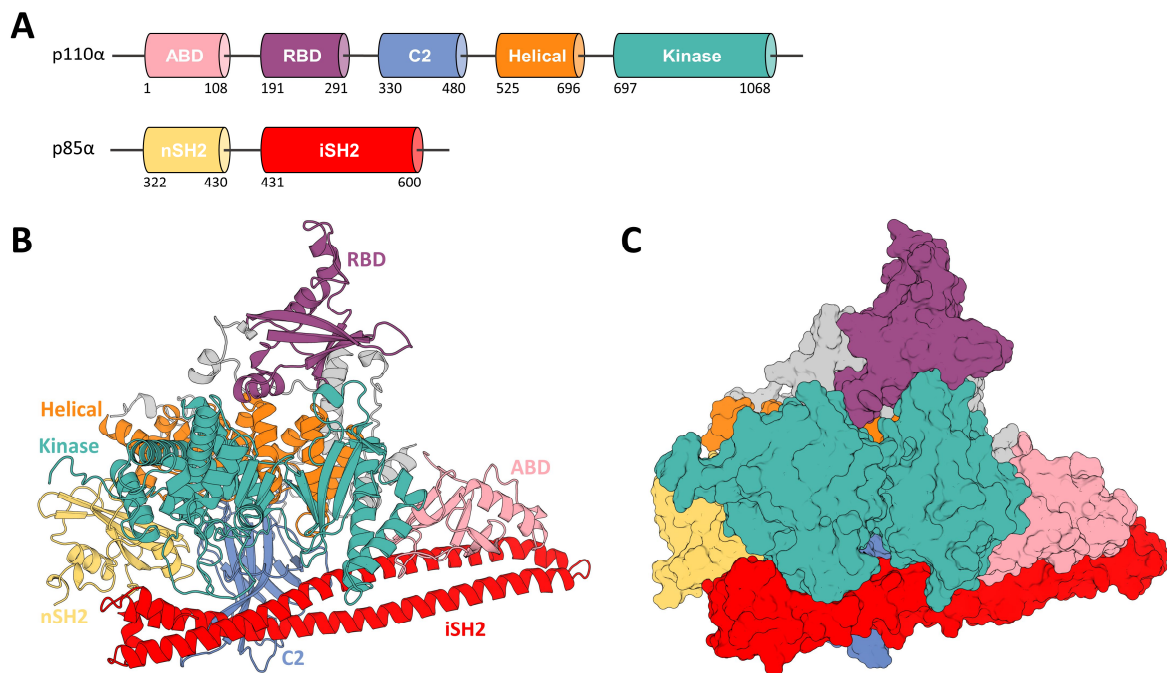 A
p110α ABD RBD C2 Helical Kinase
1 108 191 291 330 480 525 696 697 1068
p85α nSH2 iSH2
322 430 431 600
B C
RBD
Helical
Kinase
ABD
nSH2
iSH2
C2